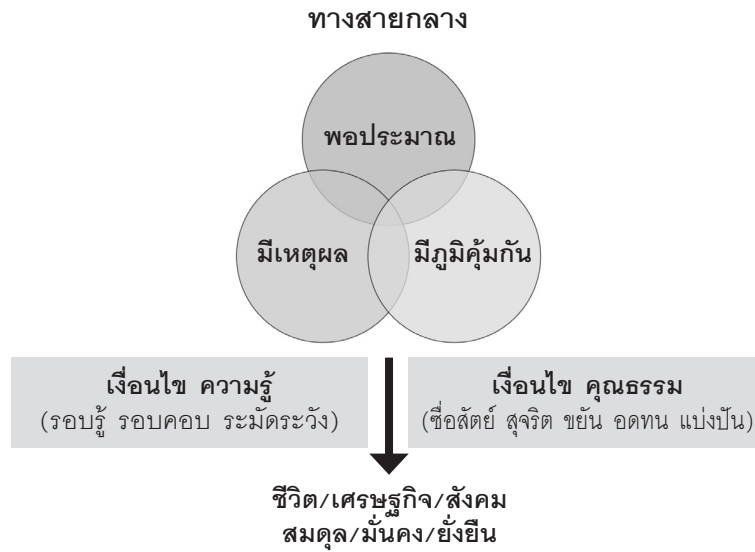 ทางสายกลาง
พอประมาณ
มีเหตุผล มีภูมิคุ้มกัน
เงื่อนไข ความรู้
(รอบรู้ รอบคอบ ระมัดระวัง)
เงื่อนไข คุณธรรม
(ซื่อสัตย์ สุจริต ขยัน อดทน แบ่งปัน)
ชีวิต/เศรษฐกิจ/สังคม
สมดุล/มั่นคง/ยั่งยืน